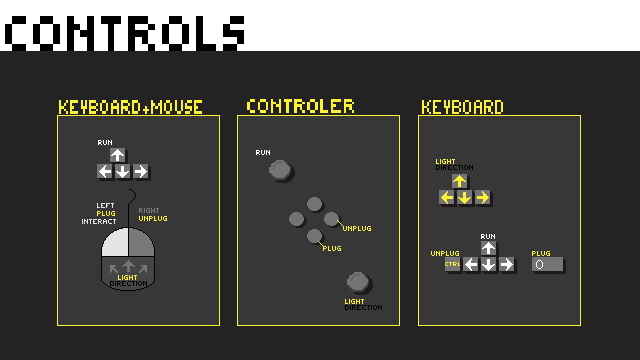 CONTROLS
KEYBOARD+MOUSE
RUN
LEFT
PLUG
INTERACT
RIGHT
UNPLUG
LIGHT
DIRECTION
CONTROLER
RUN
UNPLUG
PLUG
LIGHT
DIRECTION
KEYBOARD
LIGHT
DIRECTION
RUN
UNPLUG
CTRL
PLUG
0